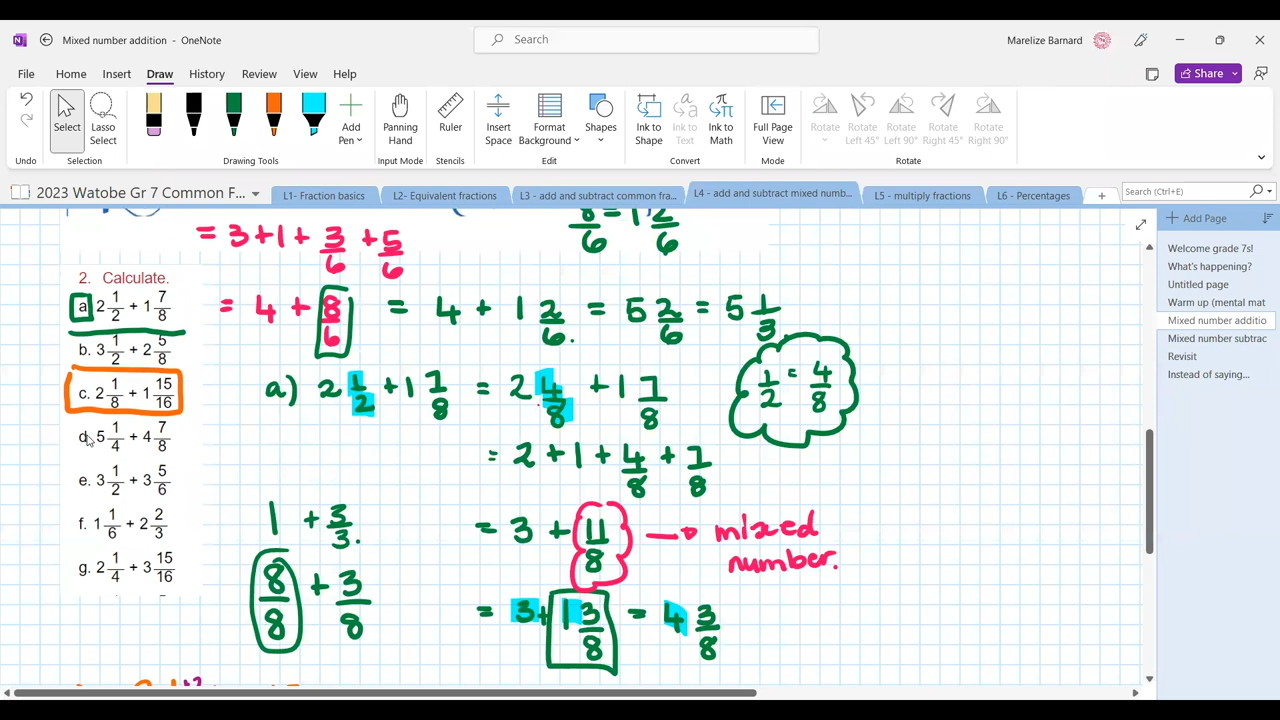 Mixed number addition - OneNote
Search
Marelize Barnard
File Home Insert Draw History Review View Help
Share
Undo
Select
Lasso Select
Add Pen
Panning Hand
Ruler
Insert Space
Format Background
Shapes
Ink to Shape
Ink to Text
Ink to Math
Full Page View
Rotate
Rotate Left 45°
Rotate Left 90°
Rotate Right 45°
Rotate Right 90°
Undo Selection Drawing Tools Input Mode Stencils Edit Convert Mode Rotate
2023 Watobe Gr 7 Common F...
L1- Fraction basics
L2- Equivalent fractions
L3 - add and subtract common fra...
L4 - add and subtract mixed numb...
L5 - multiply fractions
L6 - Percentages
Search (Ctrl+E)
Add Page
Welcome grade 7s!
What's happening?
Untitled page
Warm up (mental mat
Mixed number additio
Mixed number subtrac
Revisit
Instead of saying...
8/6 = 1 2/6
= 3 + 1 + 3/6 + 5/6
2. Calculate.
a 2 1/2 + 1 7/8
b. 3 1/2 + 2 5/8
c. 2 1/8 + 1 15/16
d. 5 1/4 + 4 7/8
e. 3 1/2 + 3 5/6
f. 1 1/6 + 2 2/3
g. 2 1/4 + 3 15/16
= 4 + 8/6 = 4 + 1 2/6 = 5 2/6 = 5 1/3
a) 2 1/2 + 1 7/8 = 2 4/8 + 1 7/8
1/2 = 4/8
= 2 + 1 + 4/8 + 7/8
= 3 + 11/8 → mixed number.
= 3 + 1 3/8 = 4 3/8
1 + 3/3.
8/8 + 3/8